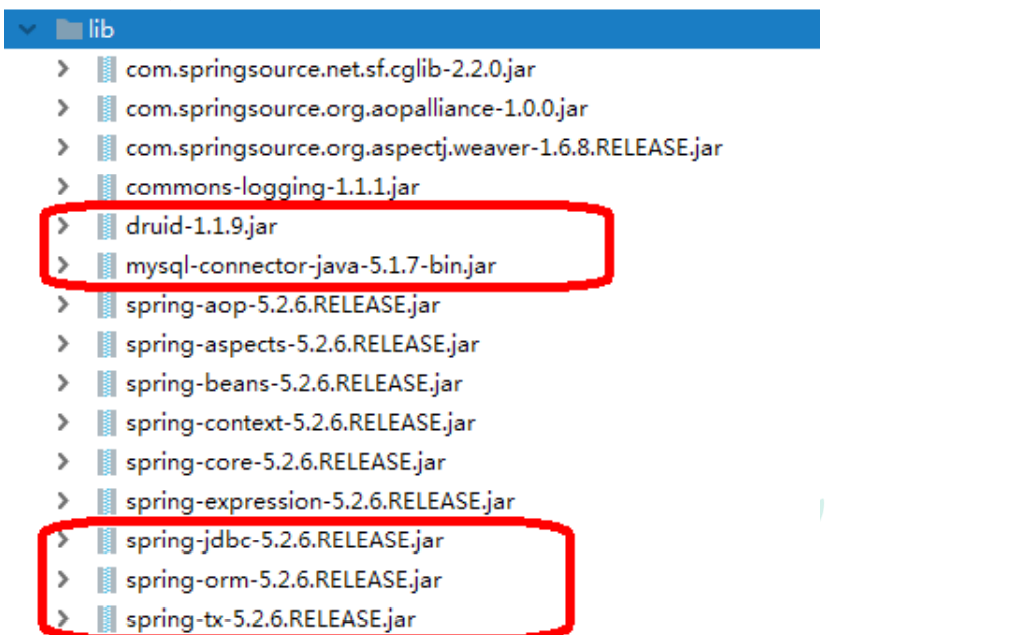 lib
com.springsource.net.sf.cglib-2.2.0.jar
com.springsource.org.aopalliance-1.0.0.jar
com.springsource.org.aspectj.weaver-1.6.8.RELEASE.jar
commons-logging-1.1.1.jar
druid-1.1.9.jar
mysql-connector-java-5.1.7-bin.jar
spring-aop-5.2.6.RELEASE.jar
spring-aspects-5.2.6.RELEASE.jar
spring-beans-5.2.6.RELEASE.jar
spring-context-5.2.6.RELEASE.jar
spring-core-5.2.6.RELEASE.jar
spring-expression-5.2.6.RELEASE.jar
spring-jdbc-5.2.6.RELEASE.jar
spring-orm-5.2.6.RELEASE.jar
spring-tx-5.2.6.RELEASE.jar